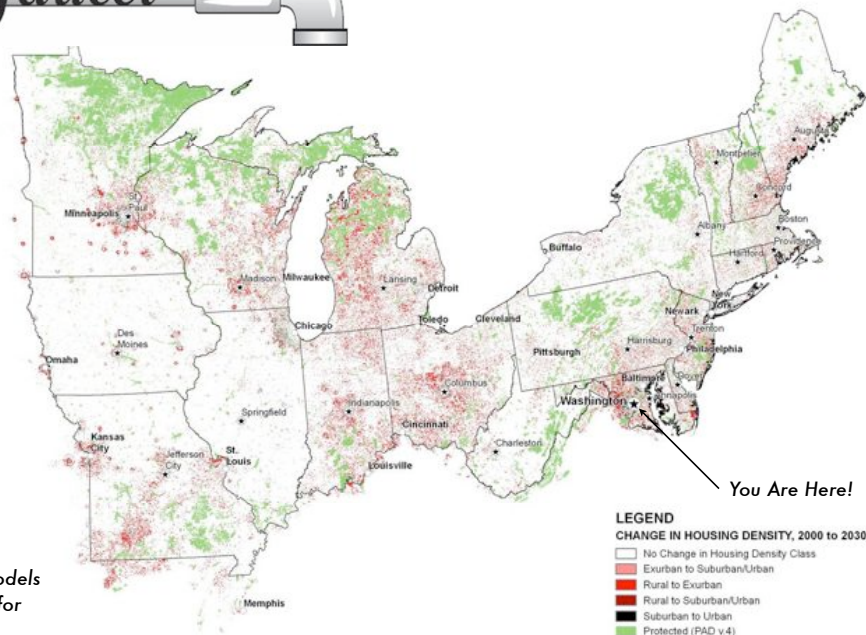 Augusta
Montpelier
Concord
St. Paul
Minneapolis
Albany
Boston
Buffalo
Providence
Hartford
Madison
Milwaukee
Lansing
Detroit
New York
Chicago
Toledo
Cleveland
Newark
Des Moines
Trenton
Harrisburg
Pittsburgh
Philadelphia
Omaha
Columbus
Baltimore
Dover
Indianapolis
Annapolis
Washington
Springfield
Cincinnati
Kansas City
Charleston
Jefferson City
St. Louis
Louisville
You Are Here!
Memphis
LEGEND
CHANGE IN HOUSING DENSITY, 2000 to 2030
No Change in Housing Density Class
Exurban to Suburban/Urban
Rural to Exurban
Rural to Suburban/Urban
Suburban to Urban
Protected (PAD v.4)
for